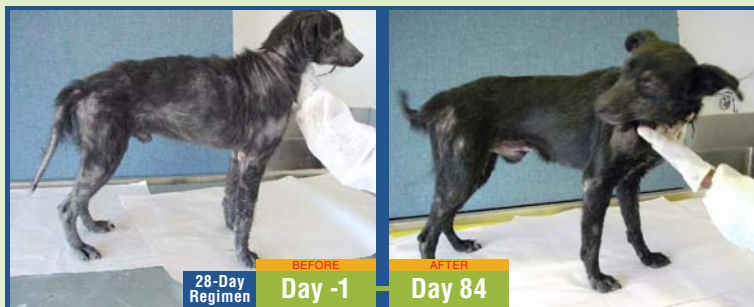 28-Day
Regimen
BEFORE
Day -1
AFTER
Day 84